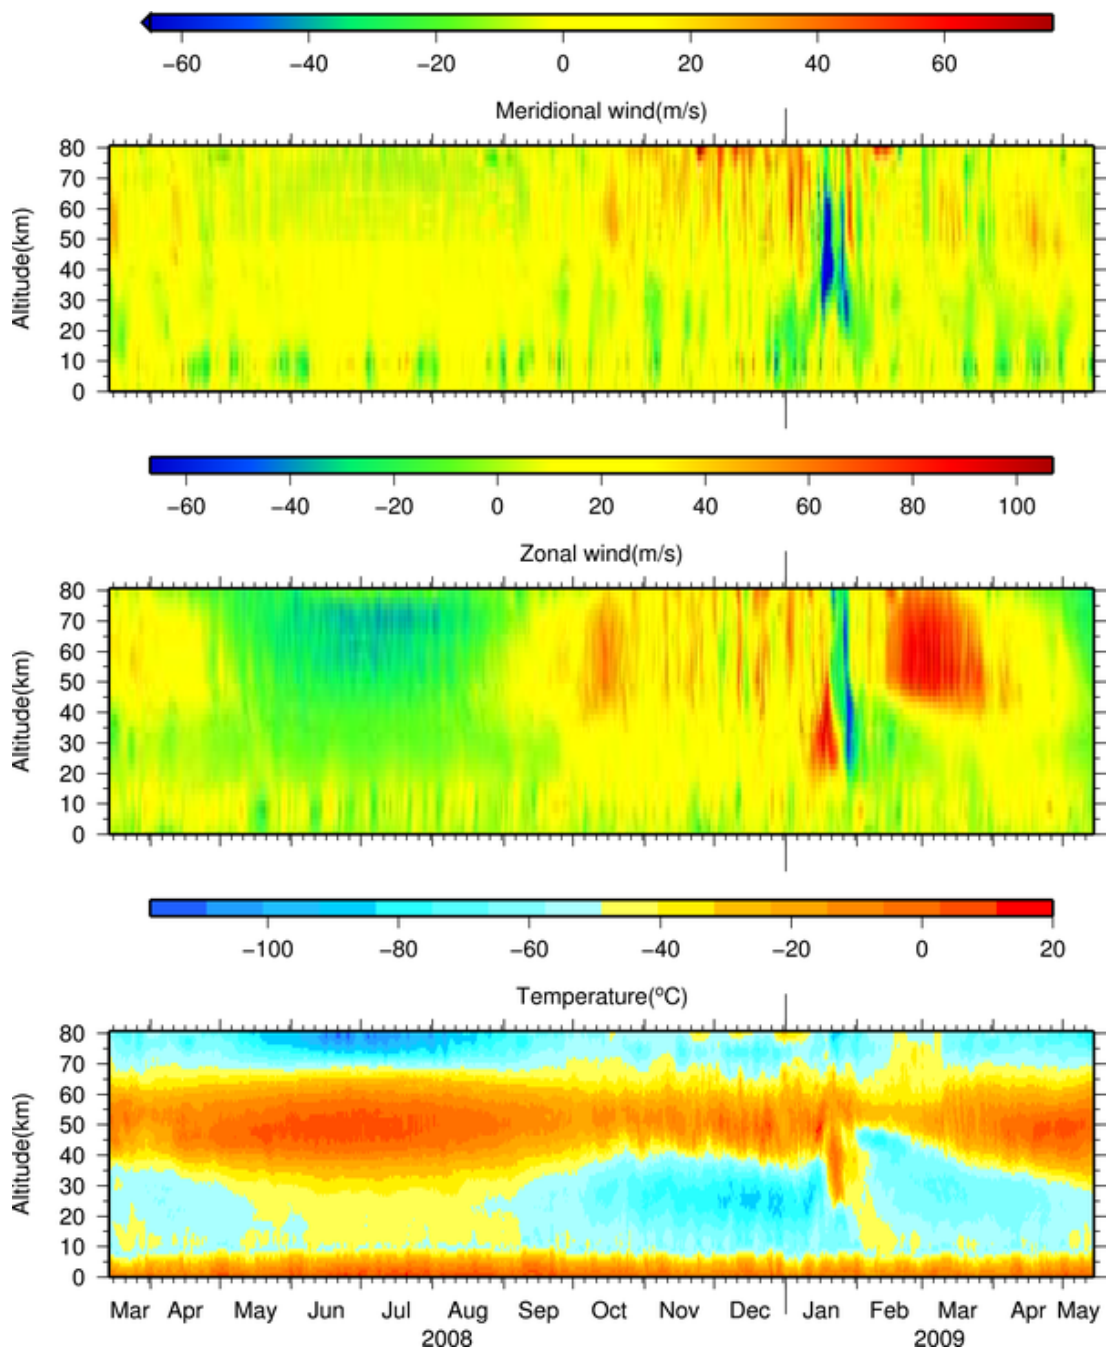 −60 −40 −20 0 20 40 60
Meridional wind(m/s)
80
70
60
50
40
30
20
10
0
Altitude(km)
−60 −40 −20 0 20 40 60 80 100
Zonal wind(m/s)
80
70
60
50
40
30
20
10
0
Altitude(km)
−100 −80 −60 −40 −20 0 20
Temperature(ºC)
80
70
60
50
40
30
20
10
0
Altitude(km)
Mar Apr May Jun Jul Aug Sep Oct Nov Dec Jan Feb Mar Apr May
2008 2009